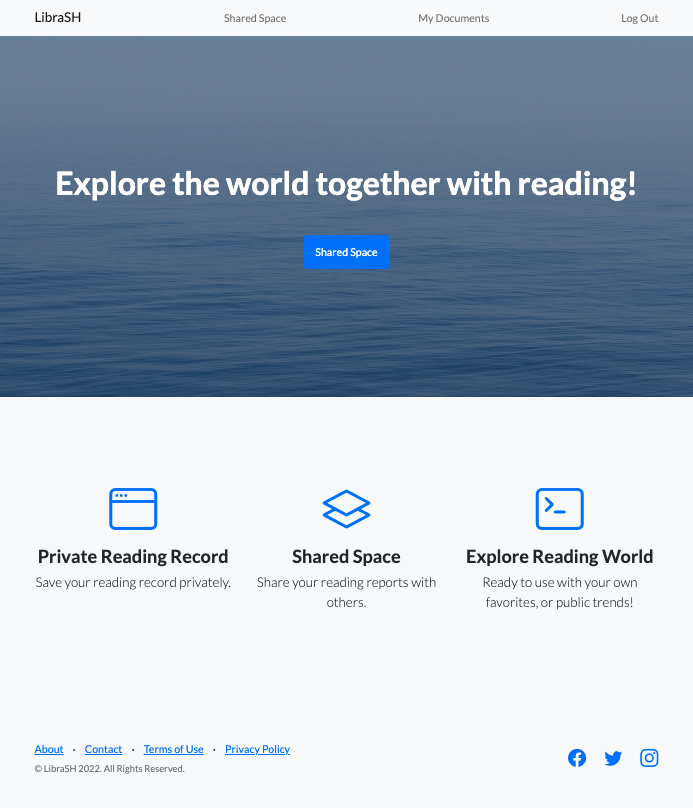 LibraSH Shared Space My Documents Log Out
Explore the world together with reading!
Shared Space
Private Reading Record
Save your reading record privately.
Shared Space
Share your reading reports with
others.
Explore Reading World
Ready to use with your own
favorites, or public trends!
About · Contact · Terms of Use · Privacy Policy
© LibraSH 2022. All Rights Reserved.